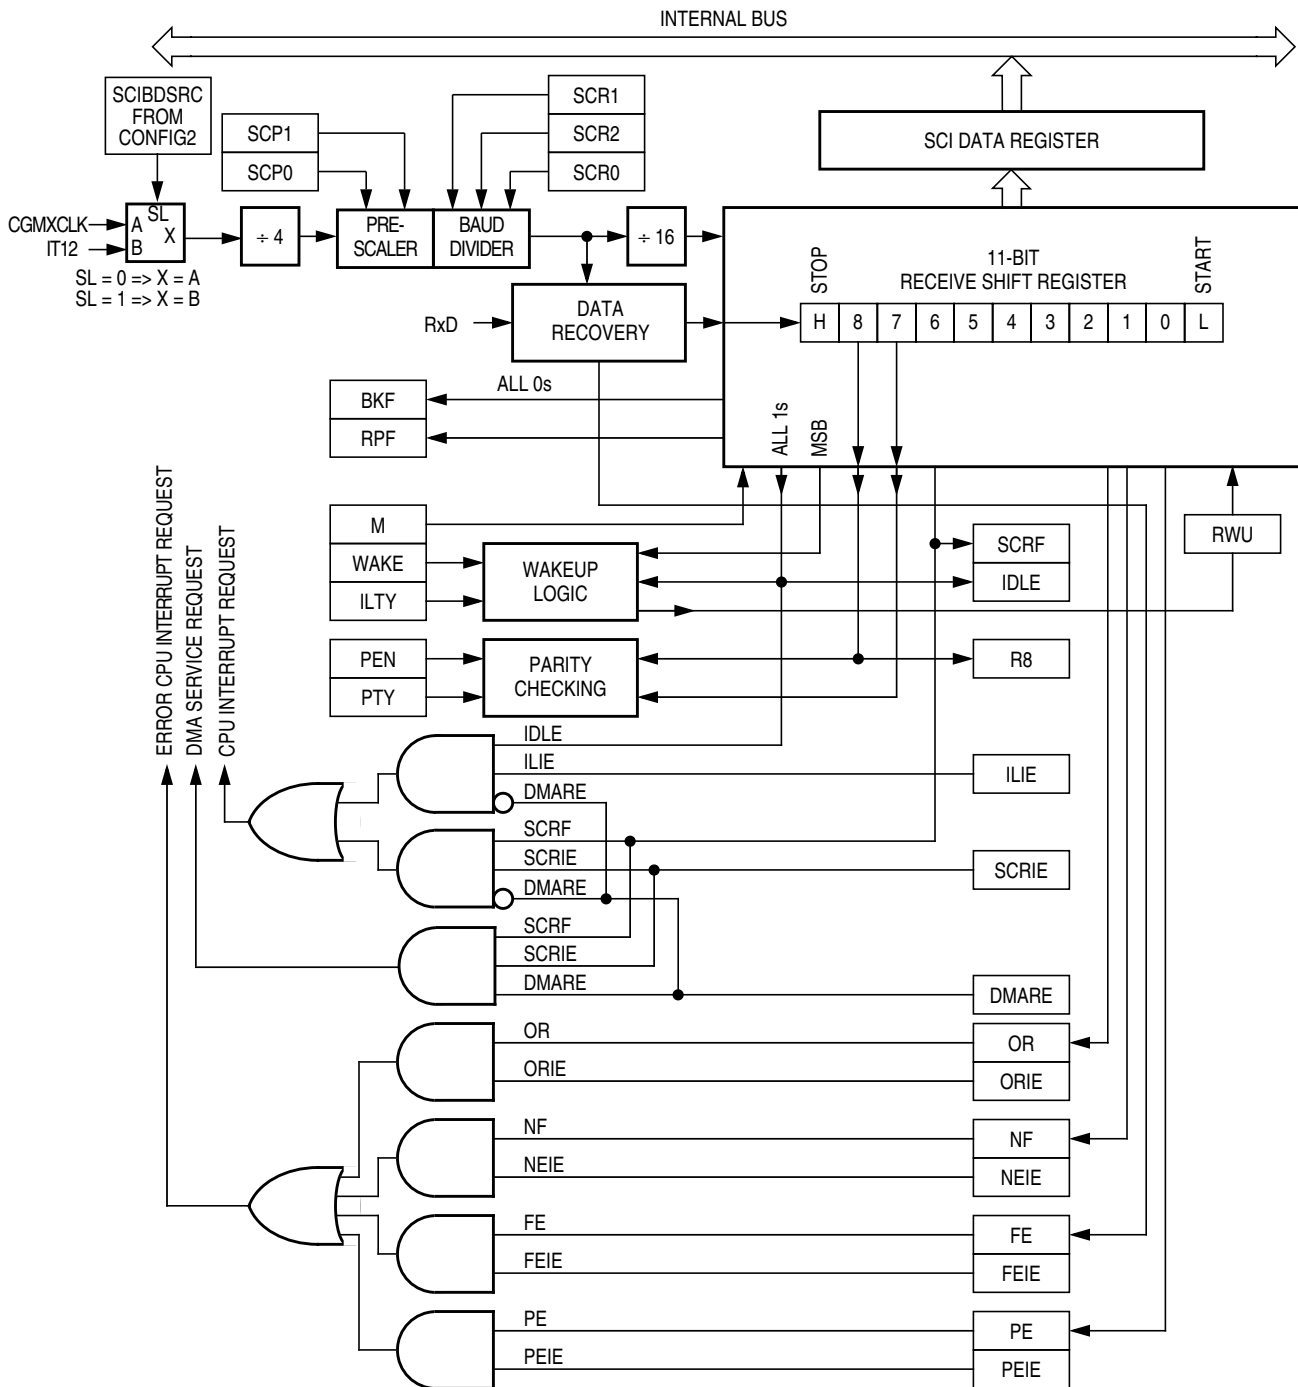 INTERNAL BUS
SCIBDSRC
FROM
CONFIG2
SCP1
SCP0
SCR1
SCR2
SCR0
SCI DATA REGISTER
CGMXCLK
IT12
SL
A
X
B
SL = 0 => X = A
SL = 1 => X = B
÷ 4
PRE-
SCALER
BAUD
DIVIDER
÷ 16
11-BIT
RECEIVE SHIFT REGISTER
STOP
START
H 8 7 6 5 4 3 2 1 0 L
RxD
DATA
RECOVERY
ALL 0s
BKF
RPF
ALL 1s
MSB
M
WAKE
ILTY
WAKEUP
LOGIC
SCRF
IDLE
RWU
PEN
PTY
PARITY
CHECKING
R8
ERROR CPU INTERRUPT REQUEST
DMA SERVICE REQUEST
CPU INTERRUPT REQUEST
IDLE
ILIE
ILIE
DMARE
SCRF
SCRIE
SCRIE
DMARE
SCRF
SCRIE
DMARE
DMARE
OR
OR
ORIE
ORIE
NF
NF
NEIE
NEIE
FE
FE
FEIE
FEIE
PE
PE
PEIE
PEIE